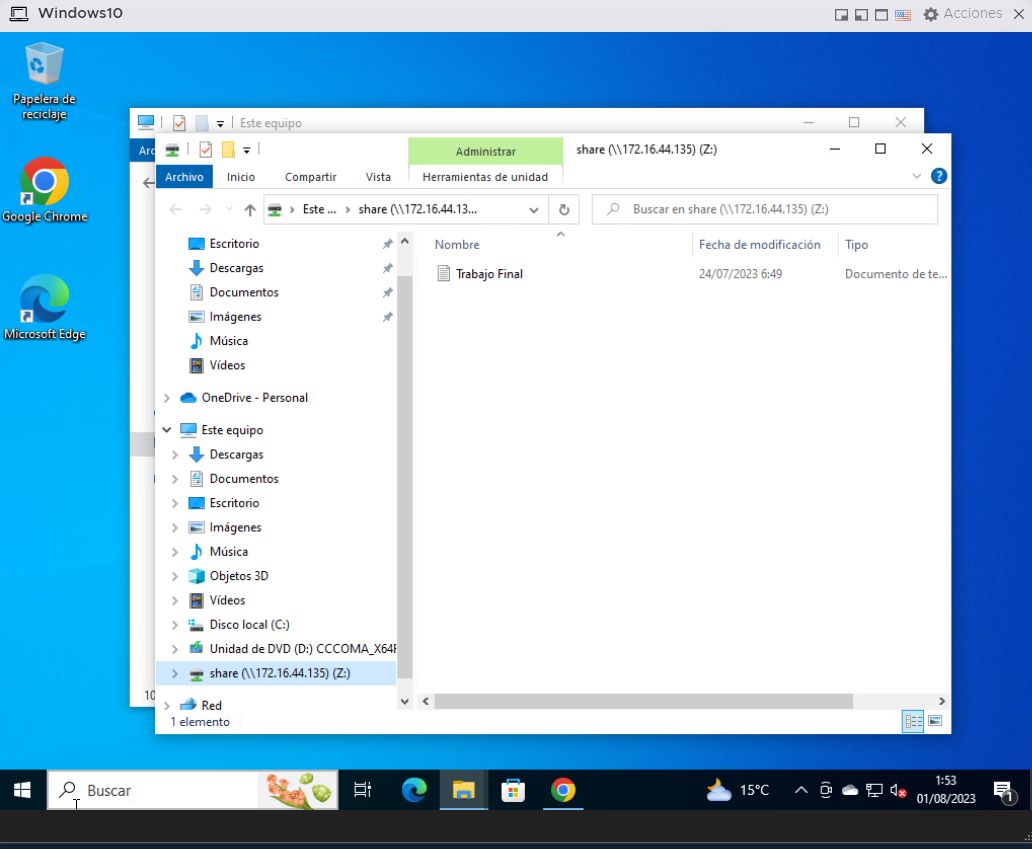 Windows10
Acciones
Papelera de
reciclaje
Google Chrome
Microsoft Edge
Este equipo
Administrar
share (\\172.16.44.135) (Z:)
Archivo
Inicio
Compartir
Vista
Herramientas de unidad
Este ...
share (\\172.16.44.13...
Buscar en share (\\172.16.44.135) (Z:)
Nombre
Fecha de modificación
Tipo
Trabajo Final
24/07/2023 6:49
Documento de te...
Escritorio
Descargas
Documentos
Imágenes
Música
Vídeos
OneDrive - Personal
Este equipo
Descargas
Documentos
Escritorio
Imágenes
Música
Objetos 3D
Vídeos
Disco local (C:)
Unidad de DVD (D:) CCCOMA_X64F
share (\\172.16.44.135) (Z:)
Red
10
1 elemento
Buscar
15°C
1:53
01/08/2023
1